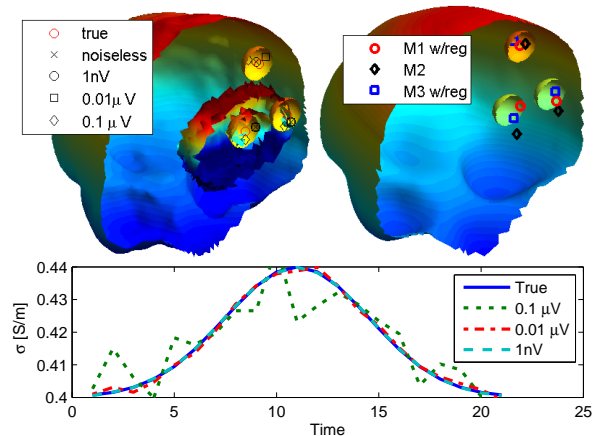 true
noiseless
1nV
0.01μ V
0.1 μ V
M1 w/reg
M2
M3 w/reg
0.44
0.43
0.42
0.41
0.4
σ [S/m]
True
0.1 μV
0.01 μV
1nV
0 5 10 15 20 25
Time